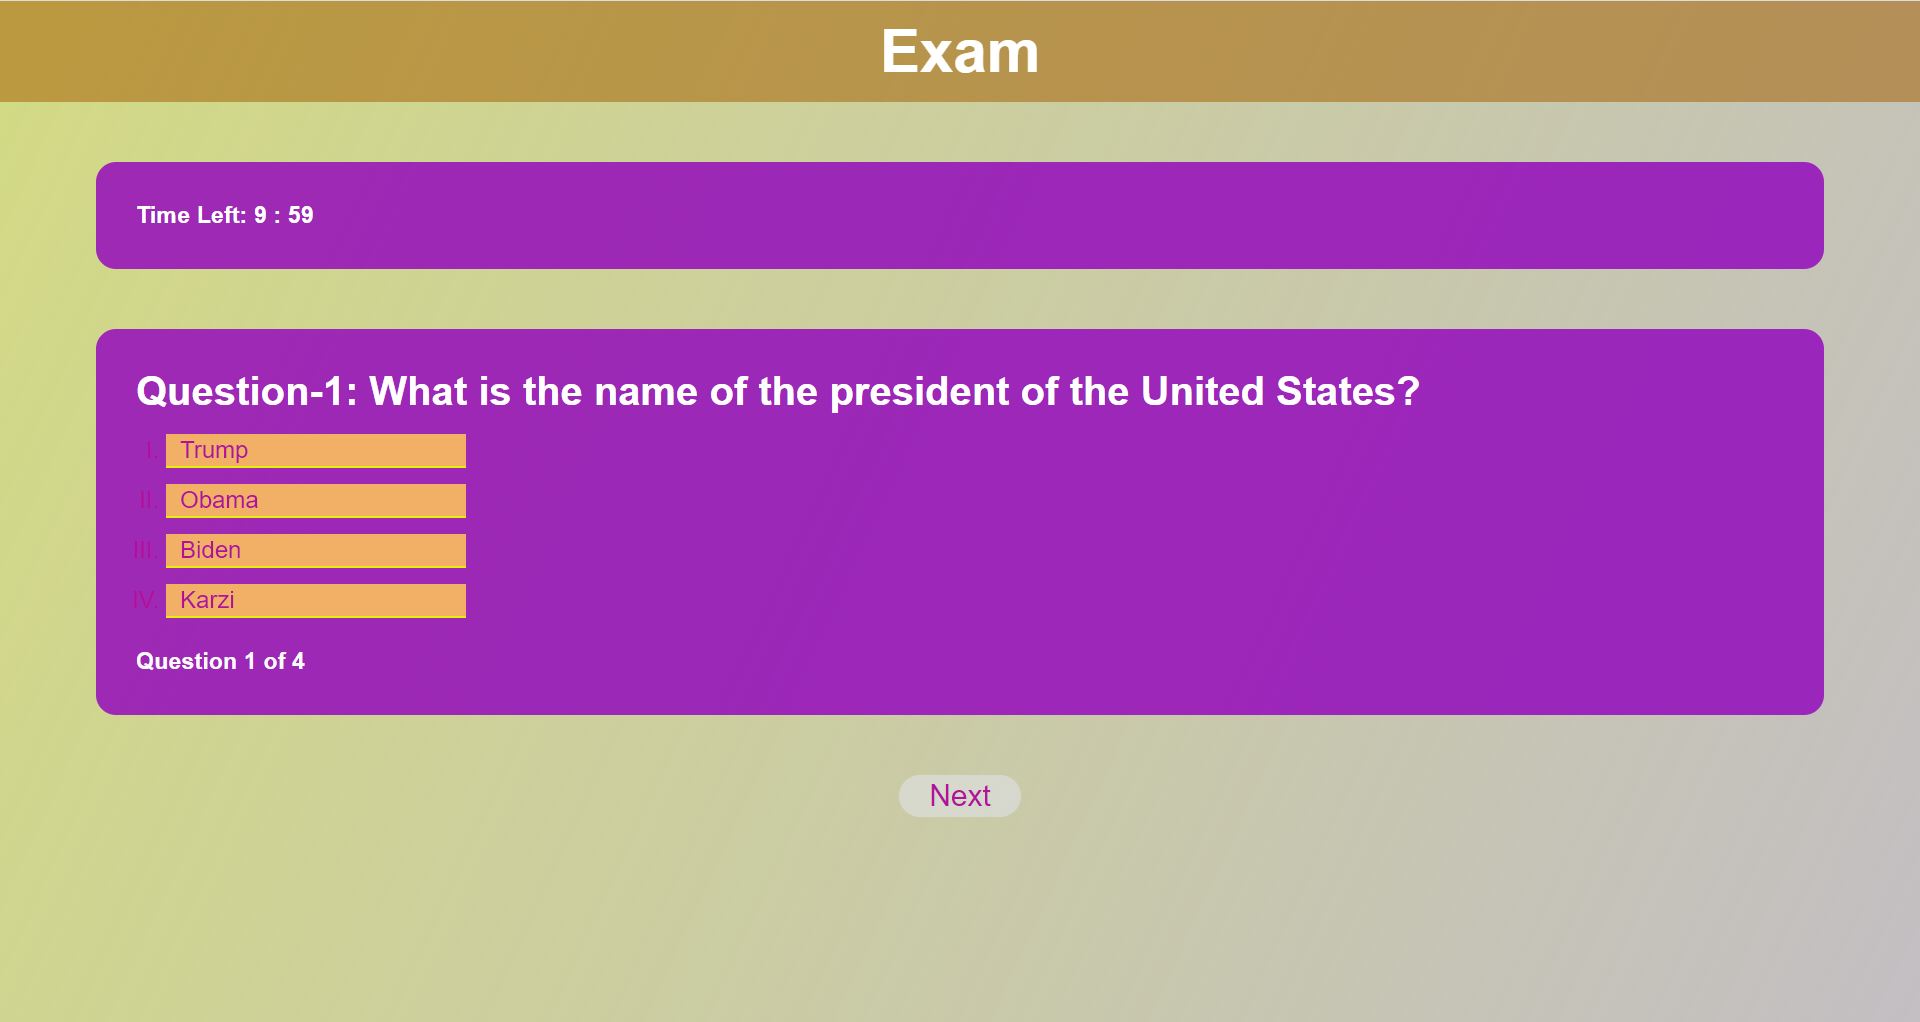 Exam
Time Left: 9 : 59
Question-1: What is the name of the president of the United States?
I. Trump
II. Obama
III. Biden
IV. Karzi
Question 1 of 4
Next